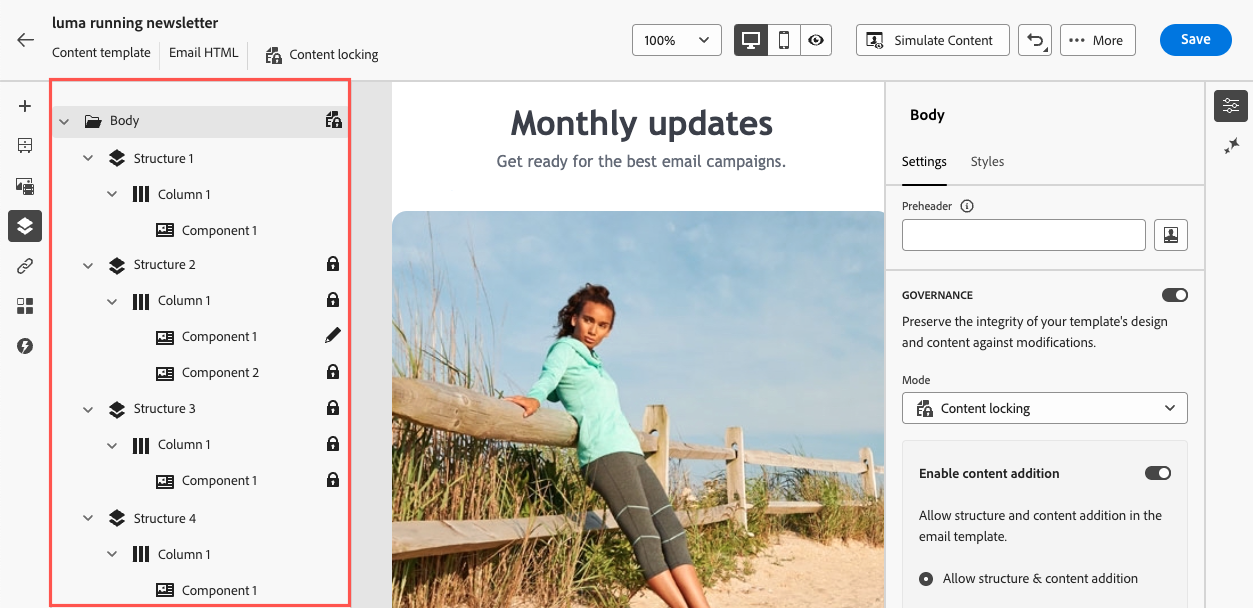 luma running newsletter
Content template
Email HTML
Content locking
100%
Simulate Content
More
Save
Body
Structure 1
Column 1
Component 1
Structure 2
Column 1
Component 1
Component 2
Structure 3
Column 1
Component 1
Structure 4
Column 1
Component 1
Monthly updates
Get ready for the best email campaigns.
Body
Settings
Styles
Preheader
GOVERNANCE
Preserve the integrity of your template's design
and content against modifications.
Mode
Content locking
Enable content addition
Allow structure and content addition in the
email template.
Allow structure & content addition